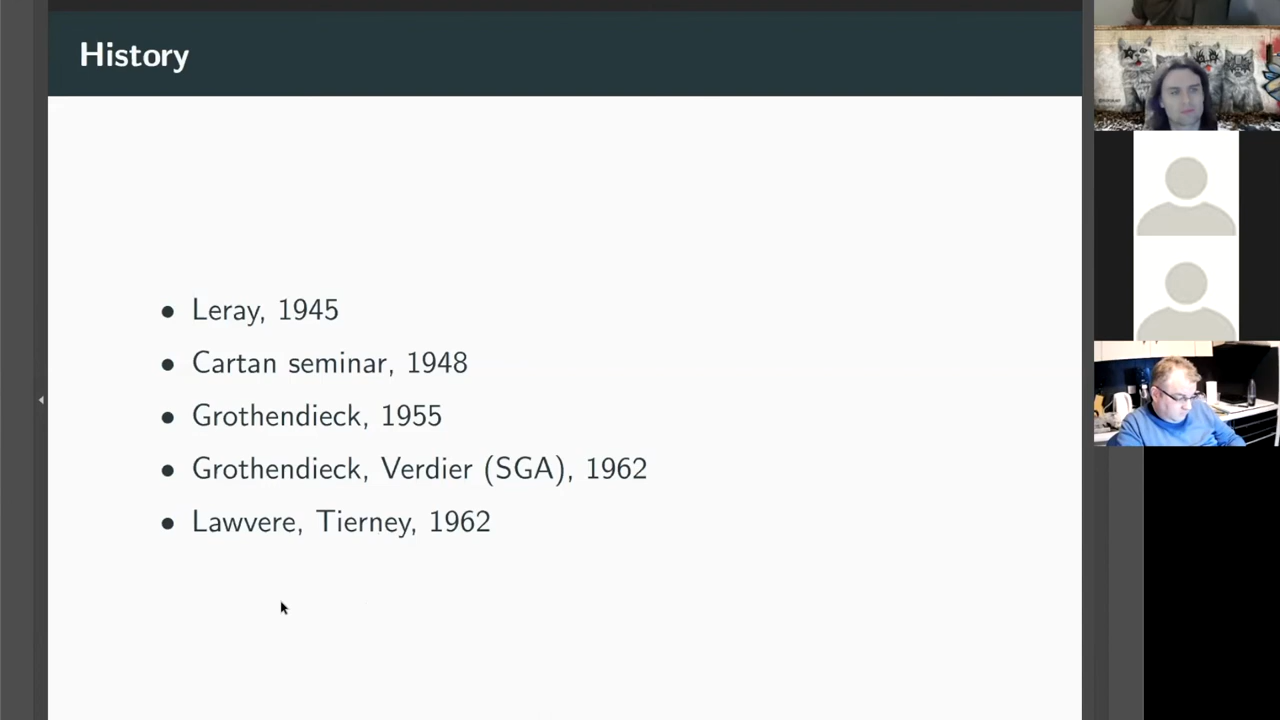 History
• Leray, 1945
• Cartan seminar, 1948
• Grothendieck, 1955
• Grothendieck, Verdier (SGA), 1962
• Lawvere, Tierney, 1962